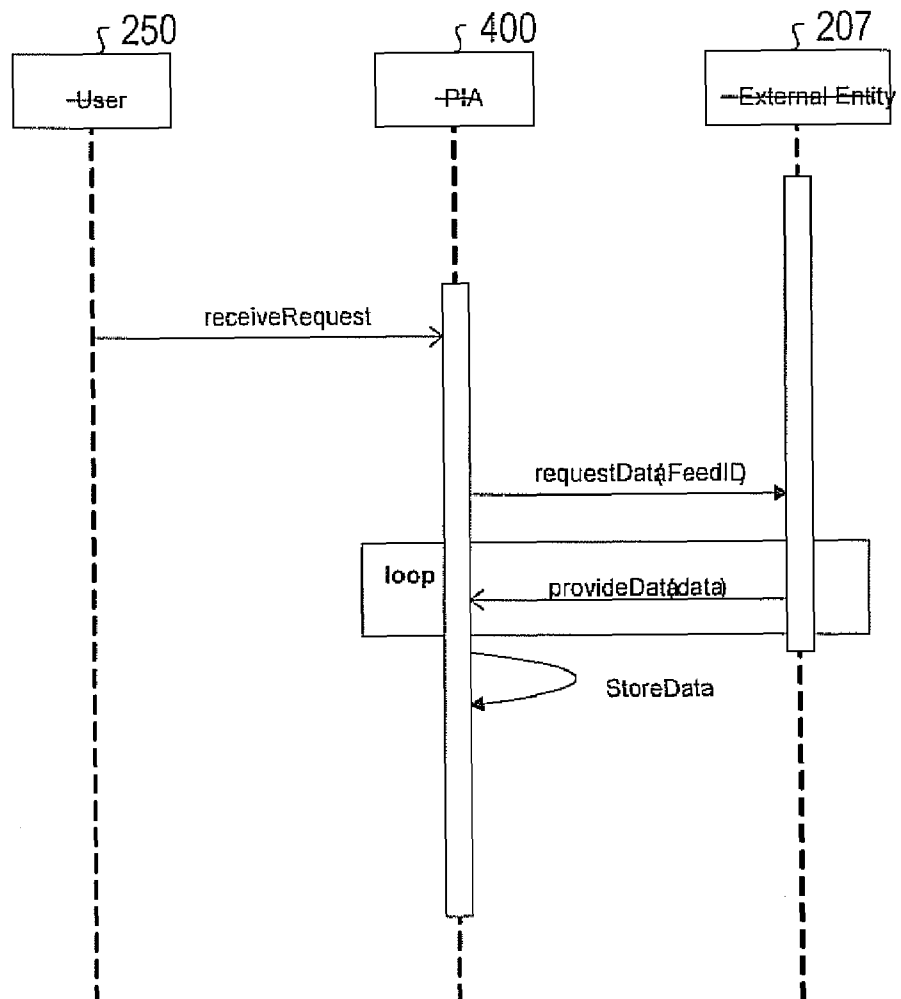 250
400
207
-User
-PIA
-External Entity
receiveRequest
requestData(FeedID)
loop
provideData(data)
StoreData